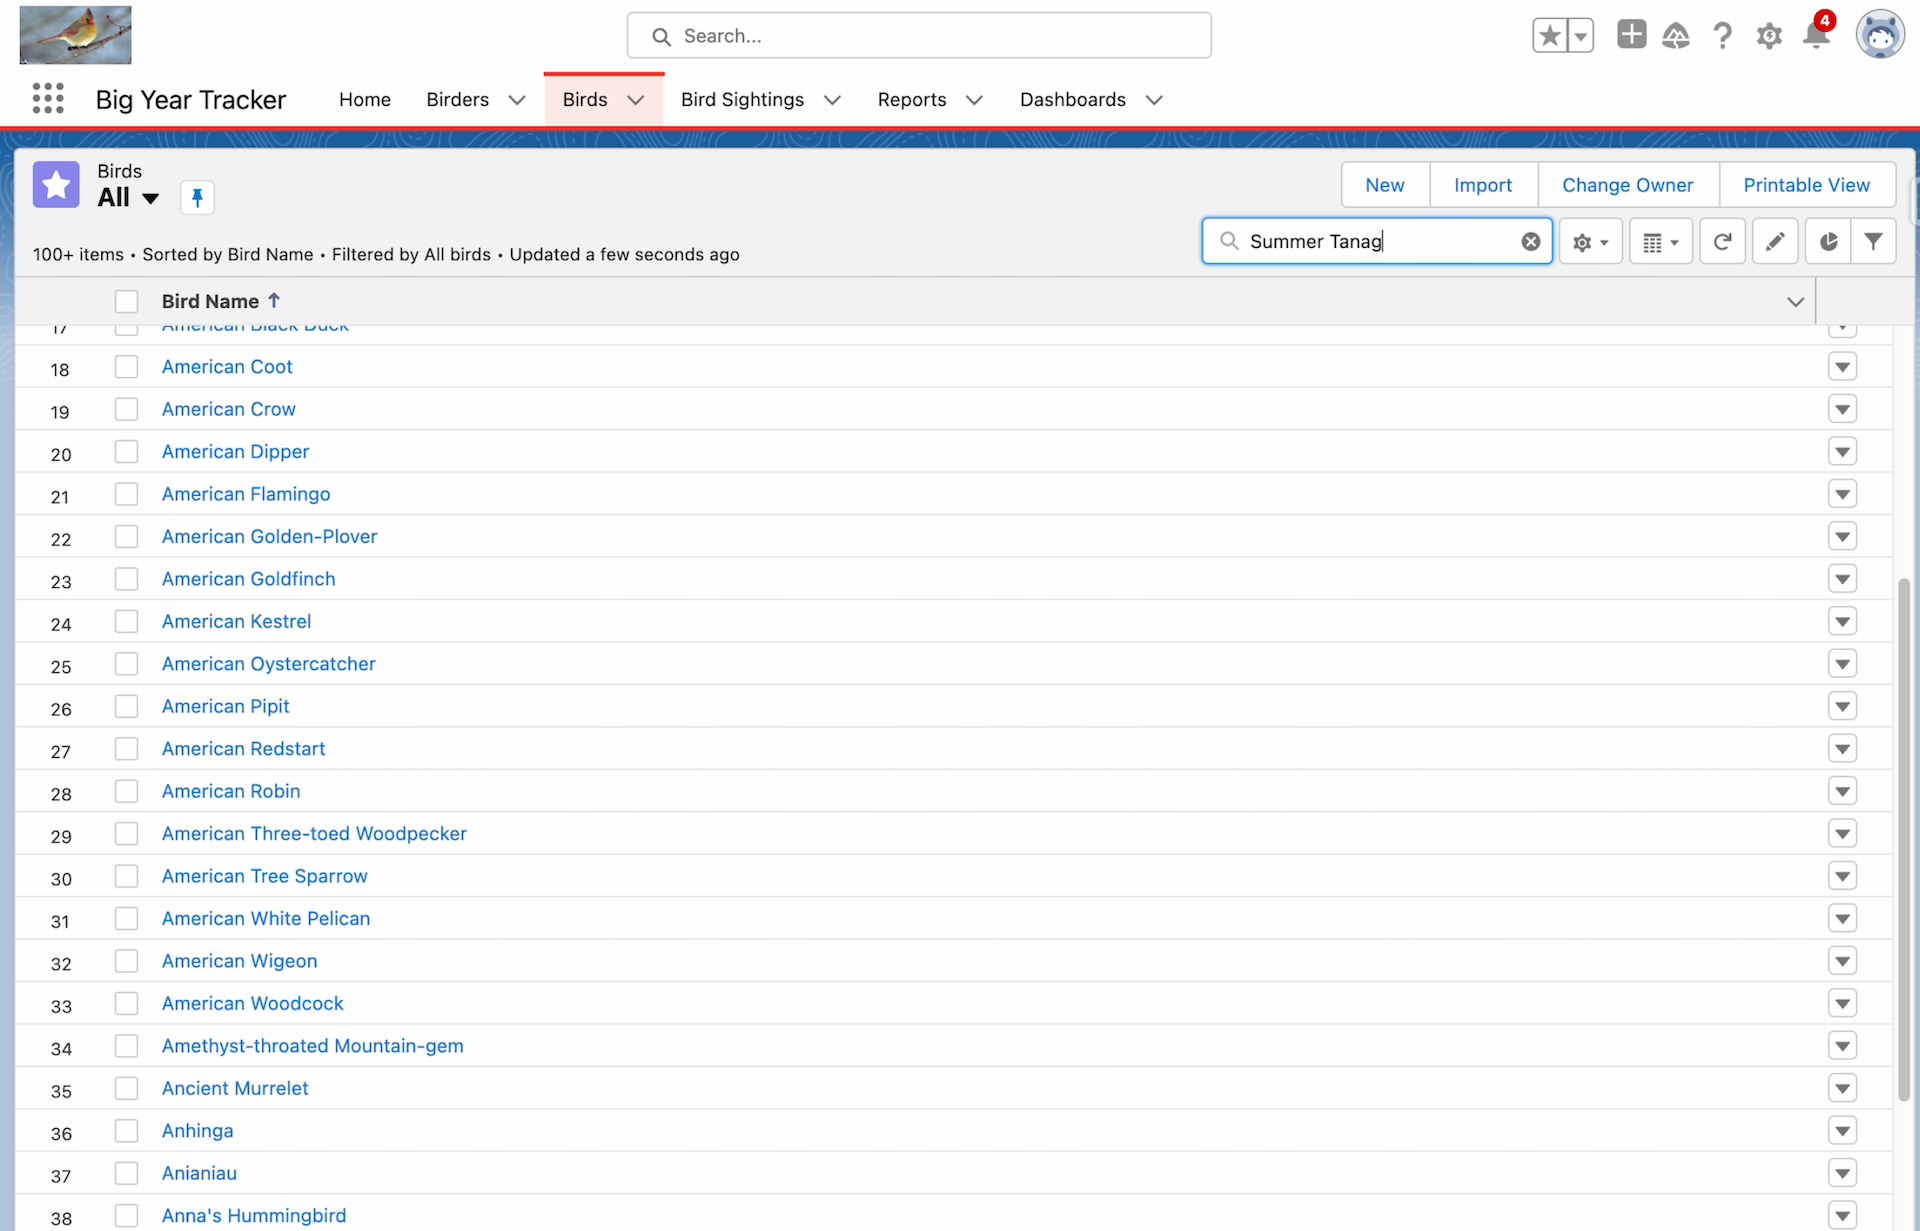 Search...
4
Big Year Tracker
Home
Birders
Birds
Bird Sightings
Reports
Dashboards
Birds
All
New
Import
Change Owner
Printable View
100+ items • Sorted by Bird Name • Filtered by All birds • Updated a few seconds ago
Summer Tanag
Bird Name ↑
17 American Black Duck
18 American Coot
19 American Crow
20 American Dipper
21 American Flamingo
22 American Golden-Plover
23 American Goldfinch
24 American Kestrel
25 American Oystercatcher
26 American Pipit
27 American Redstart
28 American Robin
29 American Three-toed Woodpecker
30 American Tree Sparrow
31 American White Pelican
32 American Wigeon
33 American Woodcock
34 Amethyst-throated Mountain-gem
35 Ancient Murrelet
36 Anhinga
37 Anianiau
38 Anna's Hummingbird